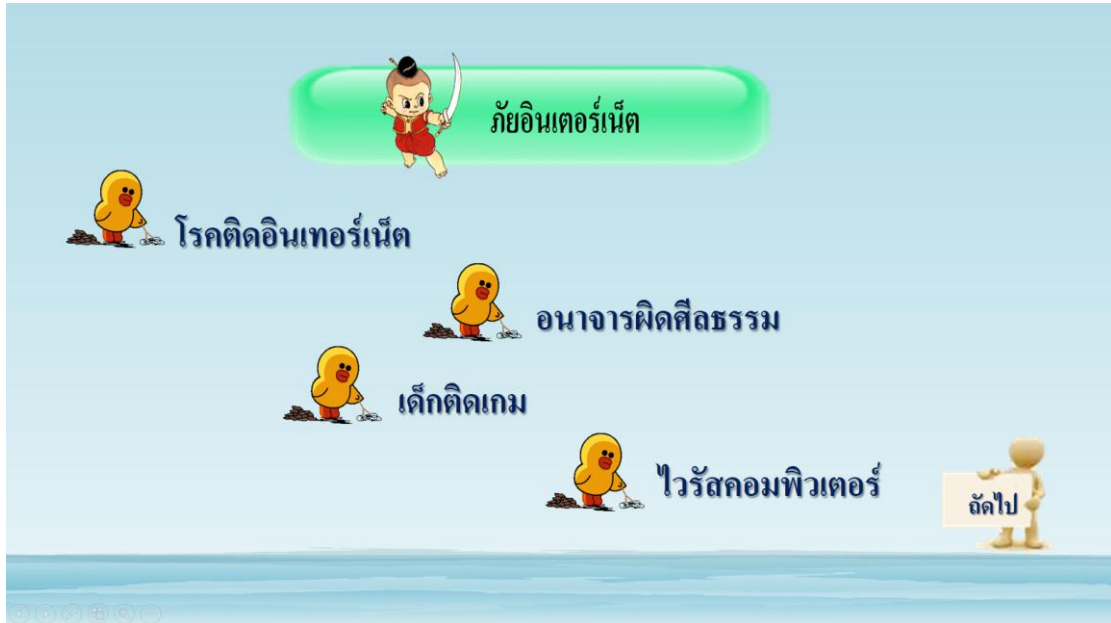 ภัยอินเตอร์เน็ต
โรคติดอินเทอร์เน็ต
อนาจารผิดศีลธรรม
เด็กติดเกม
ไวรัสคอมพิวเตอร์
ถัดไป